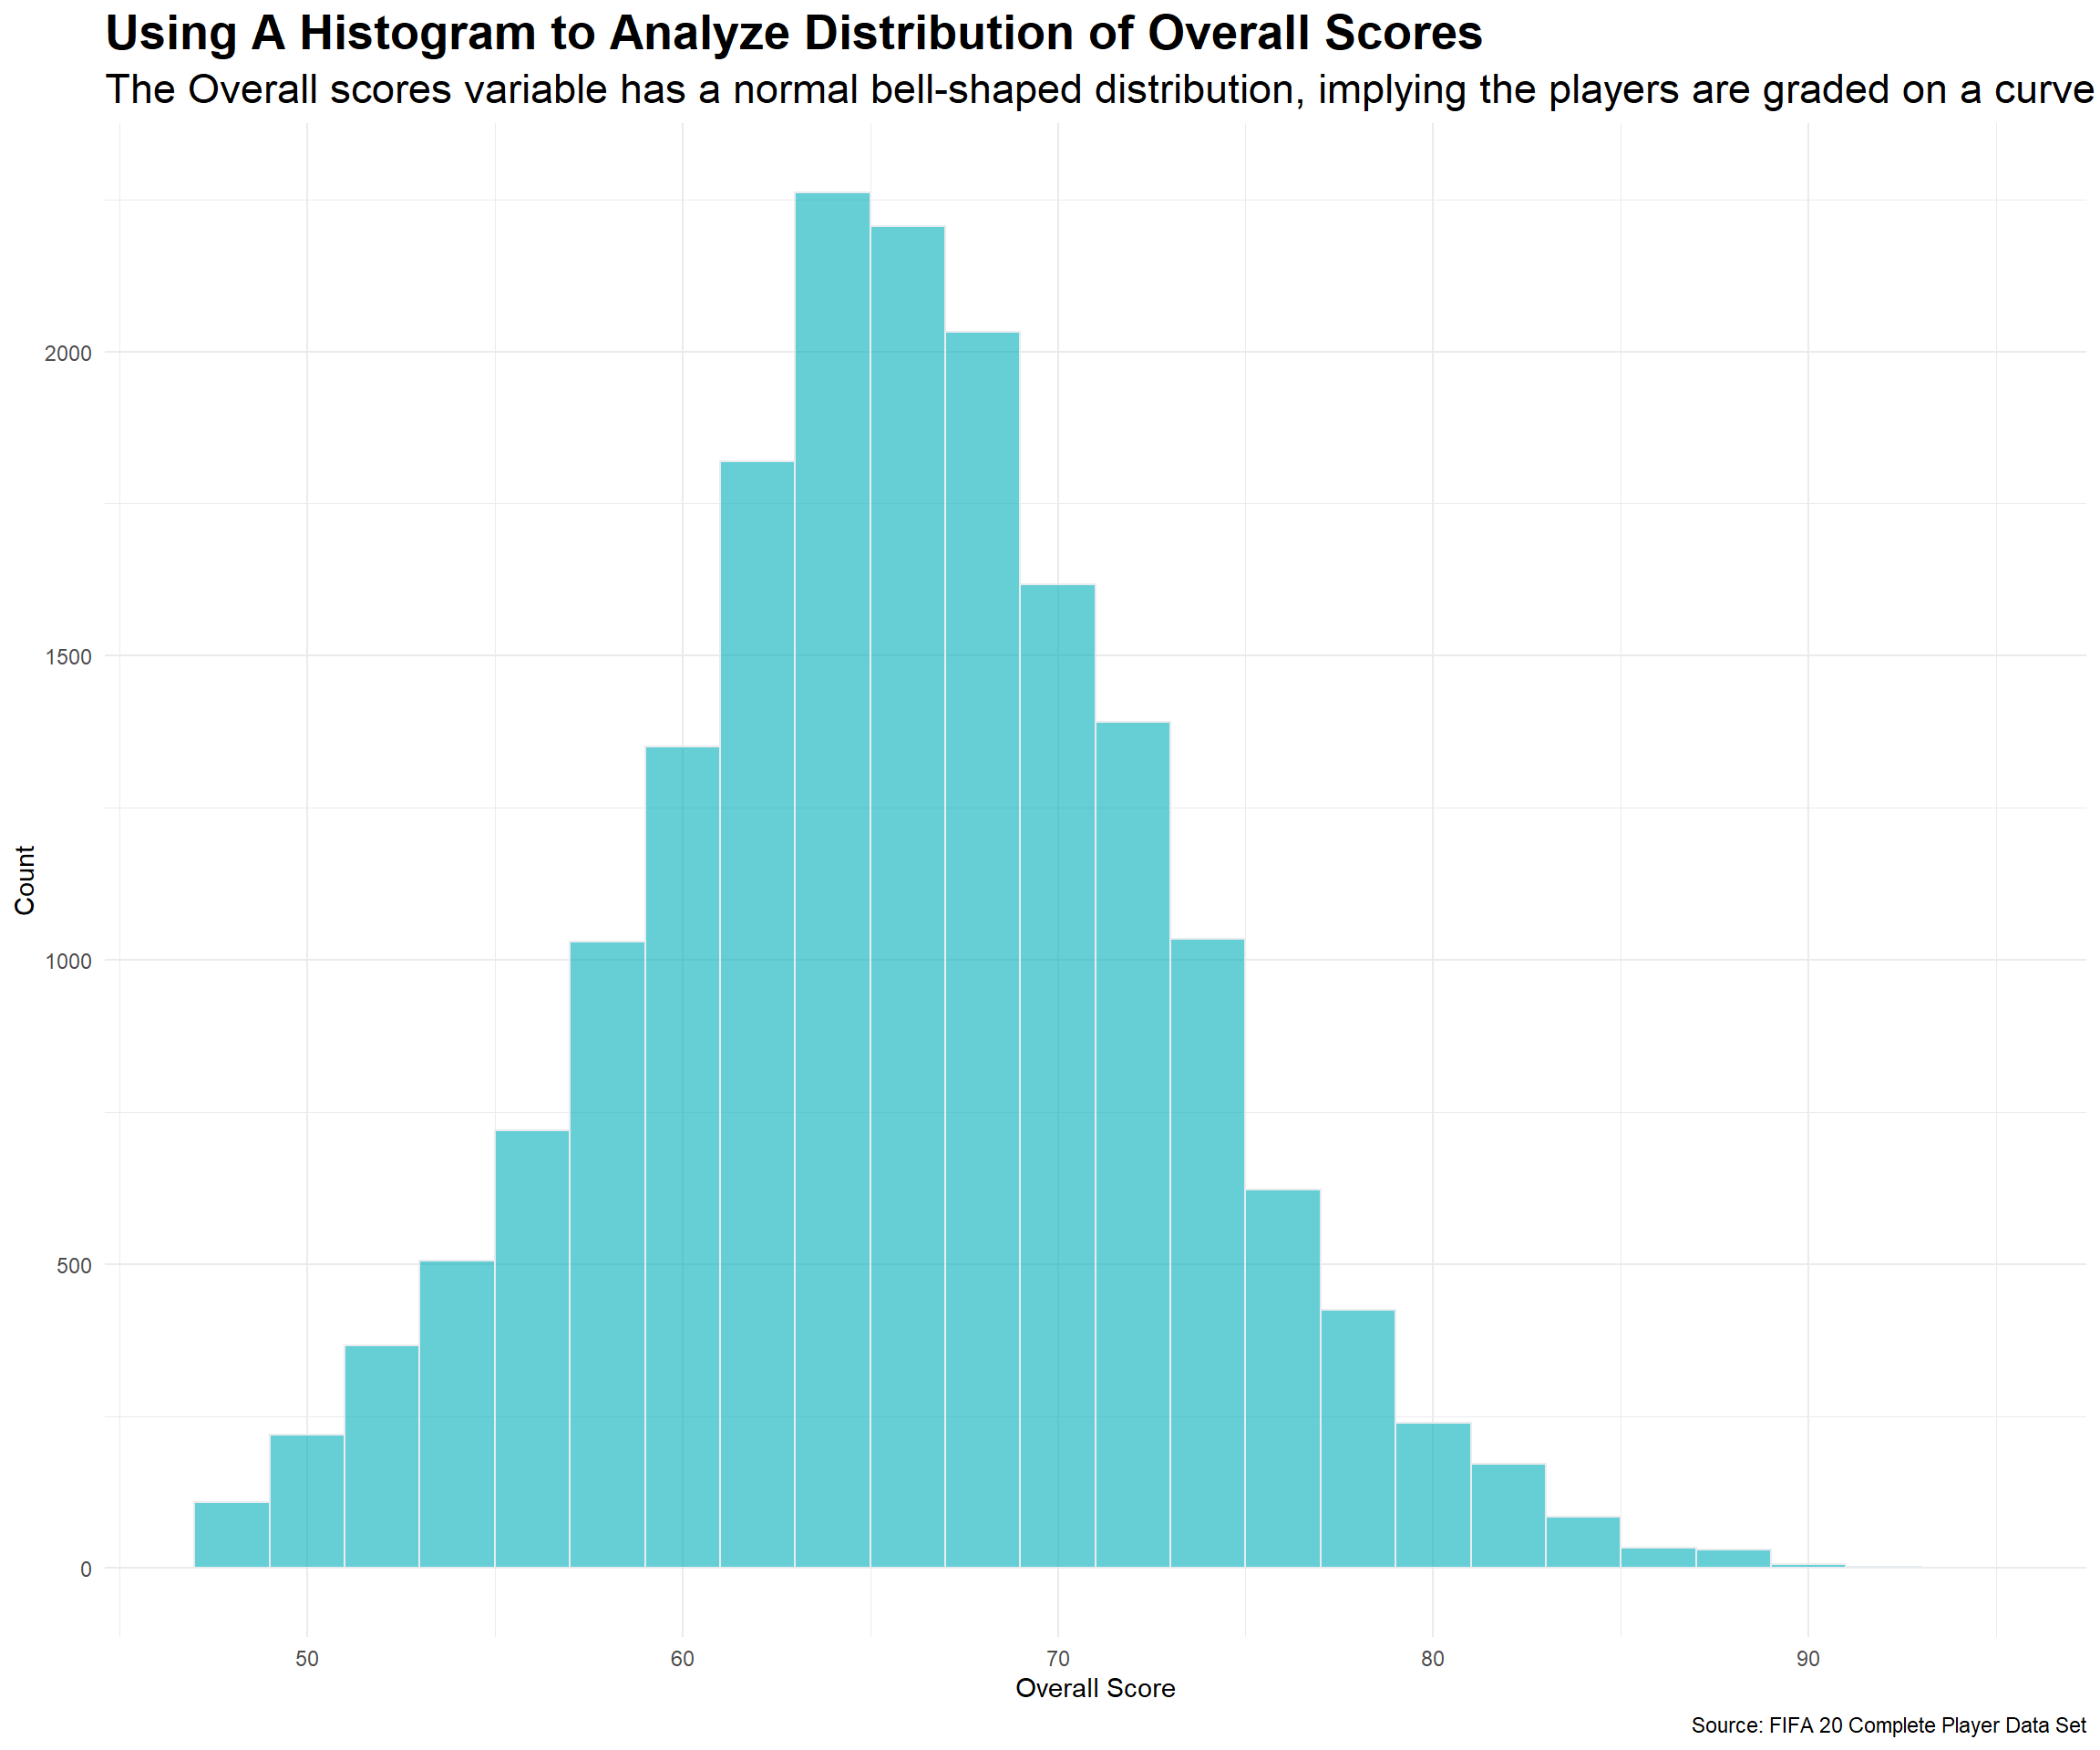 Using A Histogram to Analyze Distribution of Overall Scores
The Overall scores variable has a normal bell-shaped distribution, implying the players are graded on a curve
2000
1500
1000
500
0
Count
50 60 70 80 90
Overall Score
Source: FIFA 20 Complete Player Data Set